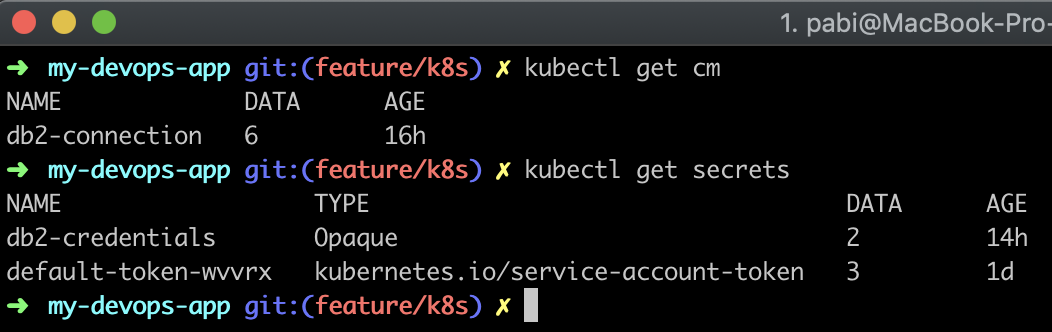 1. pabi@MacBook-Pro-
➜ my-devops-app git:(feature/k8s) ✗ kubectl get cm
NAME DATA AGE
db2-connection 6 16h
➜ my-devops-app git:(feature/k8s) ✗ kubectl get secrets
NAME TYPE DATA AGE
db2-credentials Opaque 2 14h
default-token-wvvrx kubernetes.io/service-account-token 3 1d
➜ my-devops-app git:(feature/k8s) ✗